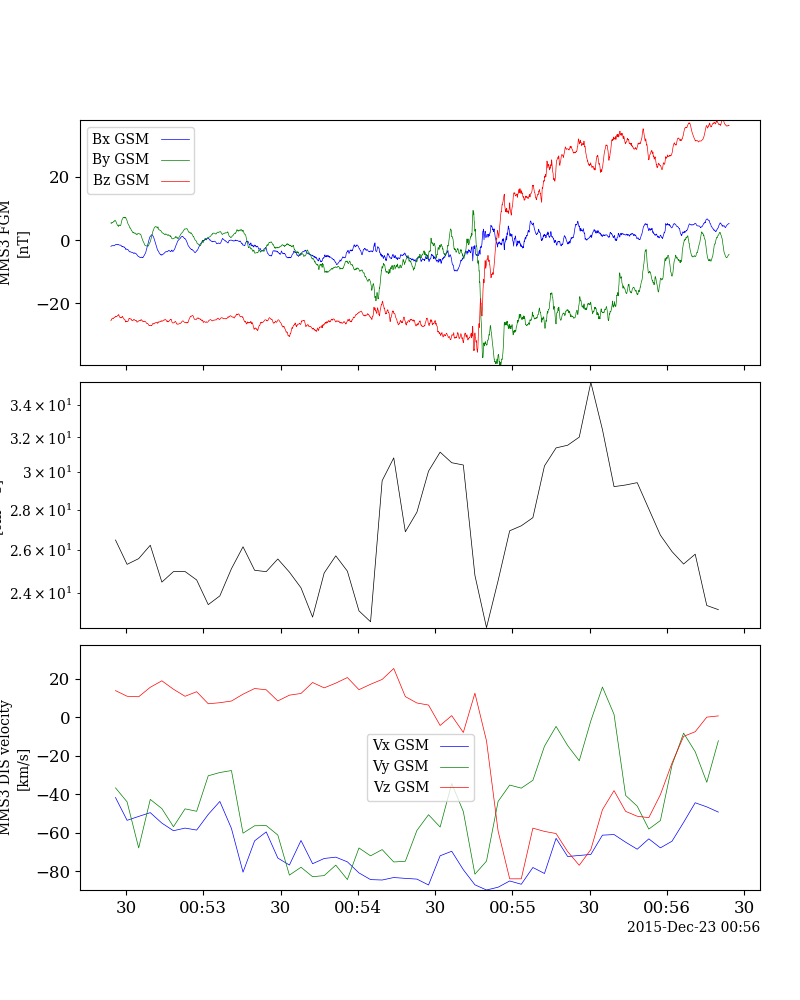 Bx GSM
By GSM
Bz GSM
20
0
−20
MMS3 FGM
[nT]
3.4 × 10¹
3.2 × 10¹
3 × 10¹
2.8 × 10¹
2.6 × 10¹
2.4 × 10¹
20
0
−20
−40
−60
−80
MMS3 DIS velocity
[km/s]
Vx GSM
Vy GSM
Vz GSM
30 00:53 30 00:54 30 00:55 30 00:56 30
2015-Dec-23 00:56